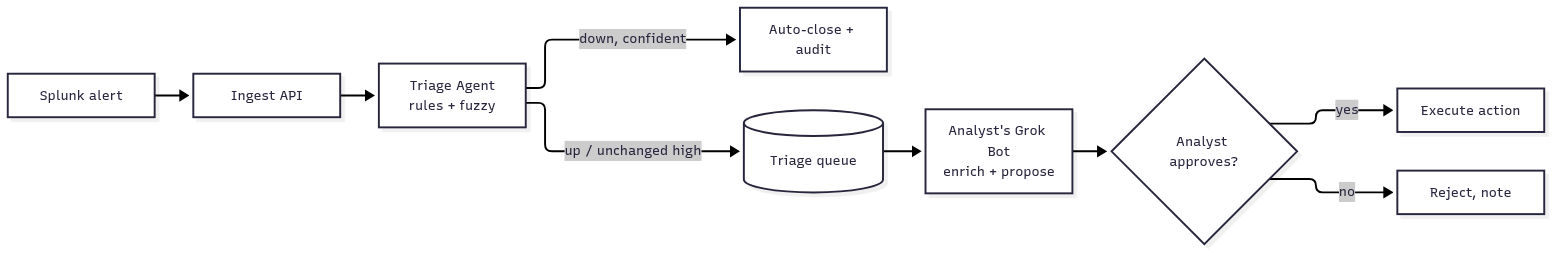 Splunk alert
Ingest API
Triage Agent
rules + fuzzy
down, confident
Auto-close +
audit
up / unchanged high
Triage queue
Analyst's Grok
Bot
enrich + propose
Analyst
approves?
yes
Execute action
no
Reject, note